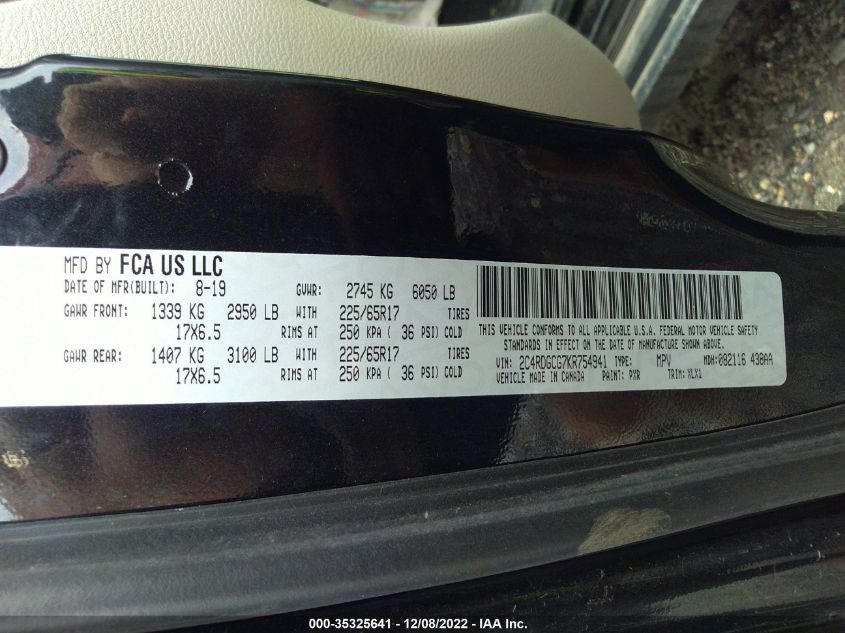 MFD BY FCA US LLC
DATE OF MFR(BUILT): 8-19 GVWR: 2745 KG 6050 LB
GAWR FRONT: 1339 KG 2950 LB WITH 225/65R17 TIRES
17X6.5 RIMS AT 250 KPA ( 36 PSI) COLD
GAWR REAR: 1407 KG 3100 LB WITH 225/65R17 TIRES
17X6.5 RIMS AT 250 KPA ( 36 PSI) COLD
THIS VEHICLE CONFORMS TO ALL APPLICABLE U.S.A. FEDERAL MOTOR VEHICLE SAFETY
STANDARDS IN EFFECT ON THE DATE OF MANUFACTURE SHOWN ABOVE.
VIN: 2C4RDGCG7KR754941 TYPE: MPV MDH: 082116 438AA
VEHICLE MADE IN CANADA PAINT: PXR TRIM: XLX1
000-35325641 - 12/08/2022 - IAA Inc.